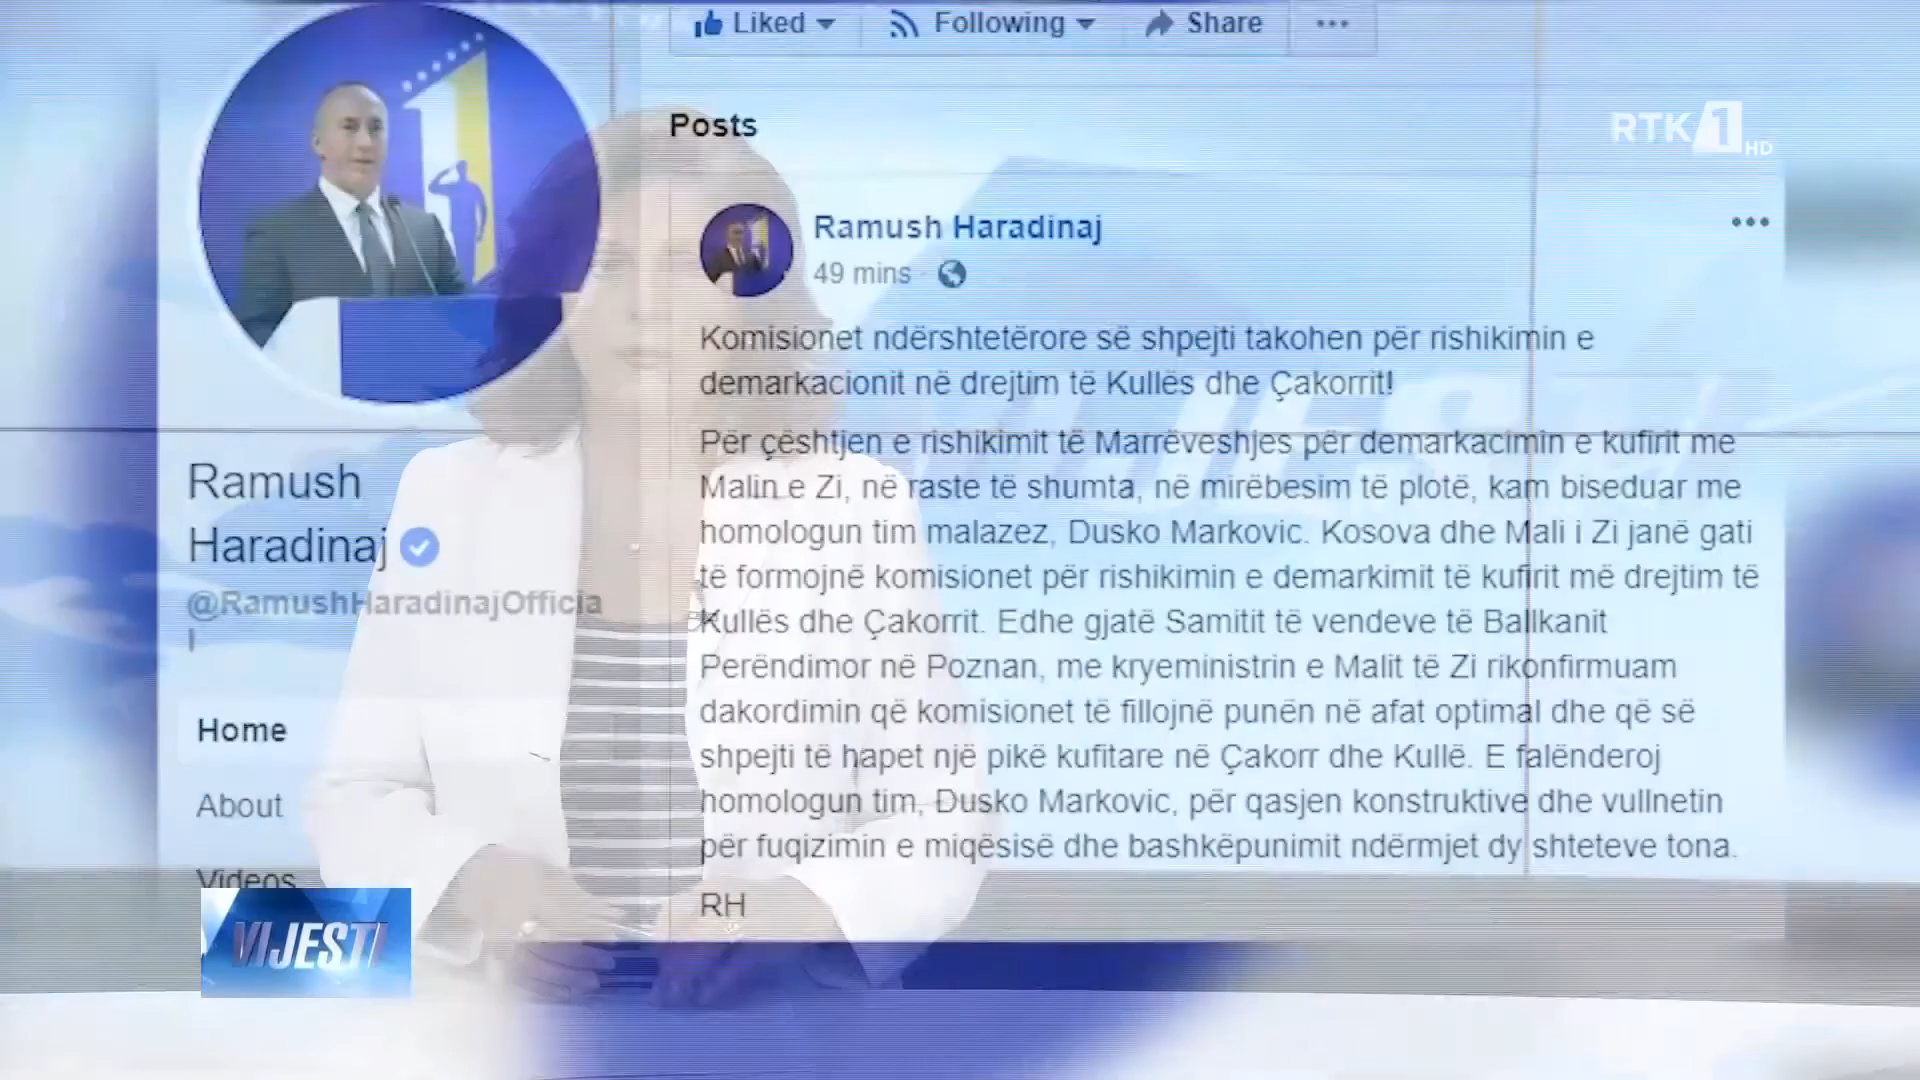 Liked
Following
Share
Posts
RTK 1 HD
Ramush Haradinaj
49 mins
Komisionet ndërshtetërore së shpejti takohen për rishikimin e
demarkacionit në drejtim të Kullës dhe Çakorrit!
Për çështjen e rishikimit të Marrëveshjes për demarkacimin e kufirit me
Malin e Zi, në raste të shumta, në mirëbesim të plotë, kam biseduar me
homologun tim malazez, Dusko Markovic. Kosova dhe Mali i Zi janë gati
të formojnë komisionet për rishikimin e demarkimit të kufirit më drejtim të
Kullës dhe Çakorrit. Edhe gjatë Samitit të vendeve të Ballkanit
Perëndimor në Poznan, me kryeministrin e Malit të Zi rikonfirmuam
dakordimin që komisionet të fillojnë punën në afat optimal dhe që së
shpejti të hapet një pikë kufitare në Çakorr dhe Kullë. E falënderoj
homologun tim, Dusko Markovic, për qasjen konstruktive dhe vullnetin
për fuqizimin e miqësisë dhe bashkëpunimit ndërmjet dy shteteve tona.
RH
Ramush
Haradinaj
@RamushHaradinajOfficia
l
Home
About
Videos
VIJESTI